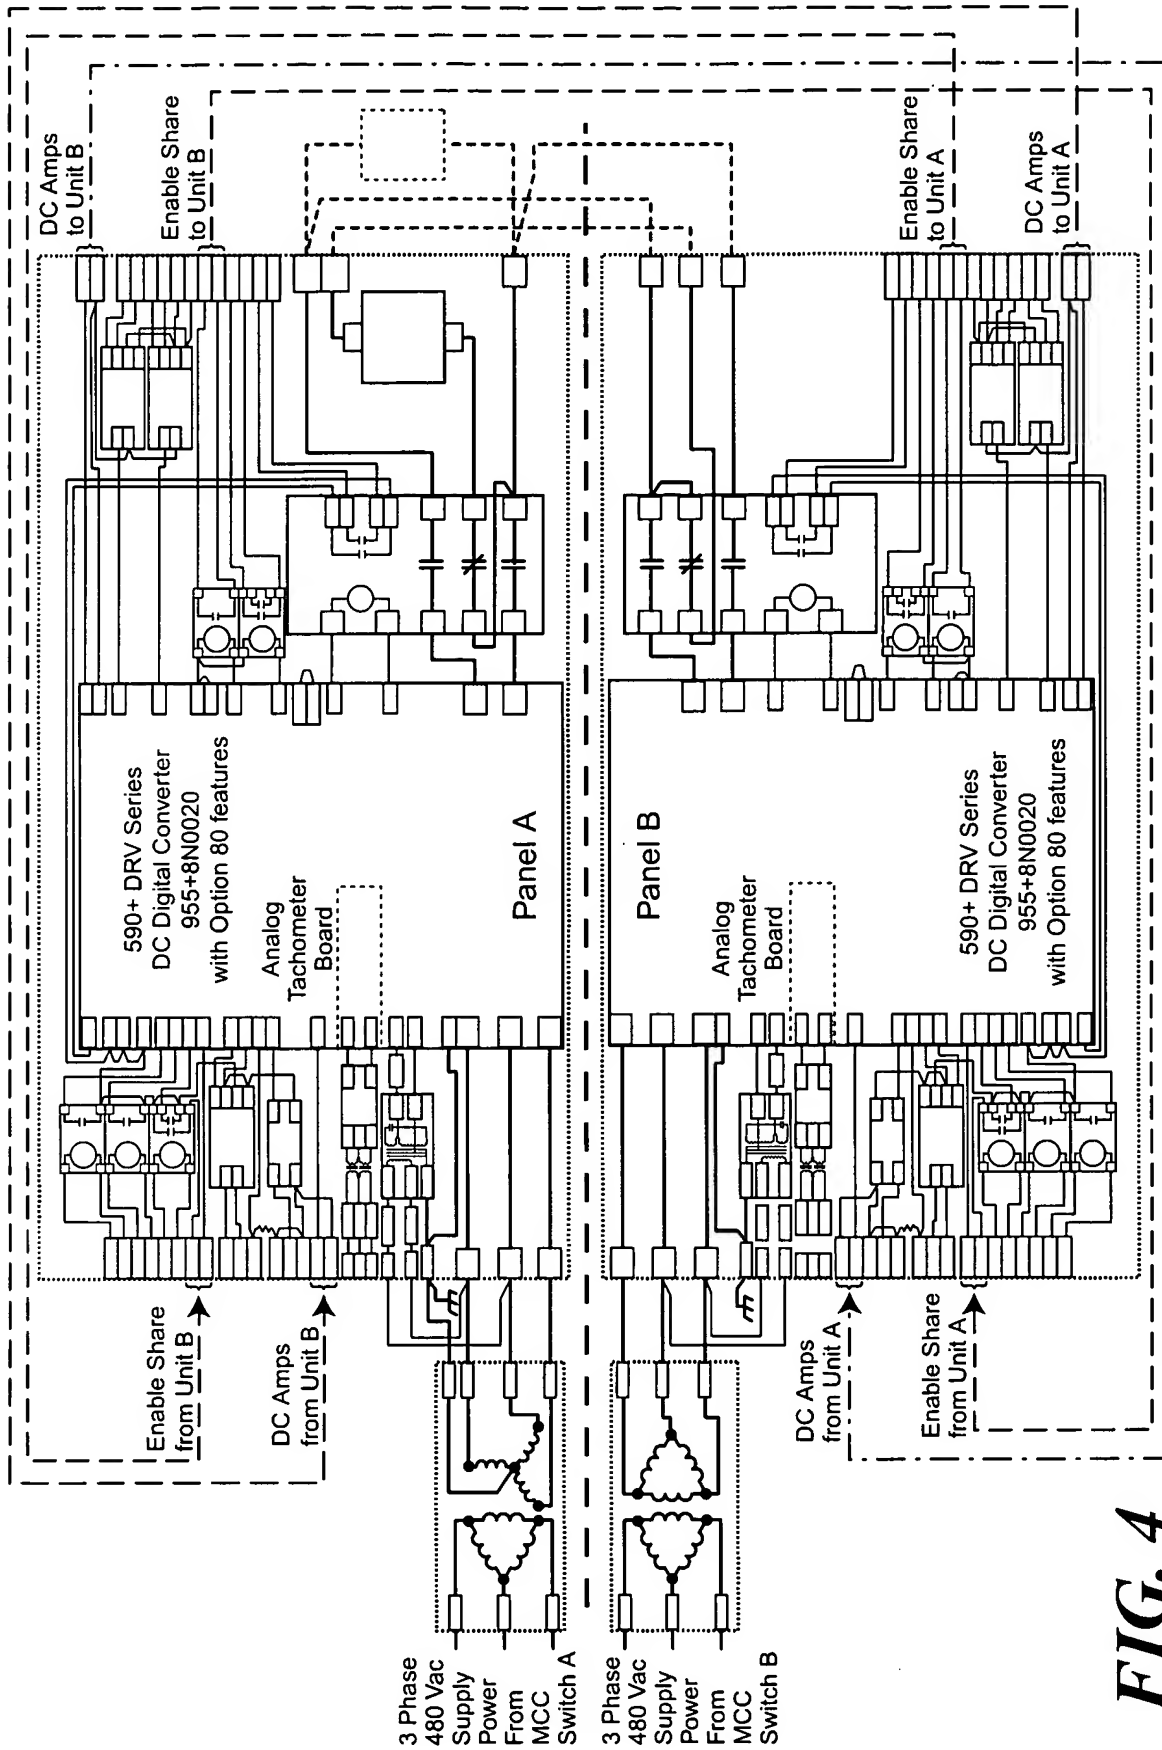 DC Amps
to Unit B
Enable Share
to Unit B
Enable Share
to Unit A
DC Amps
to Unit A
590+ DRV Series
DC Digital Converter
955+8N0020
with Option 80 features
Analog
Tachometer
Board
Panel A
Panel B
Analog
Tachometer
Board
590+ DRV Series
DC Digital Converter
955+8N0020
with Option 80 features
Enable Share
from Unit B
DC Amps
from Unit B
DC Amps
from Unit A
Enable Share
from Unit A
3 Phase
480 Vac
Supply
Power
From
MCC
Switch A
3 Phase
480 Vac
Supply
Power
From
MCC
Switch B
FIG. 4